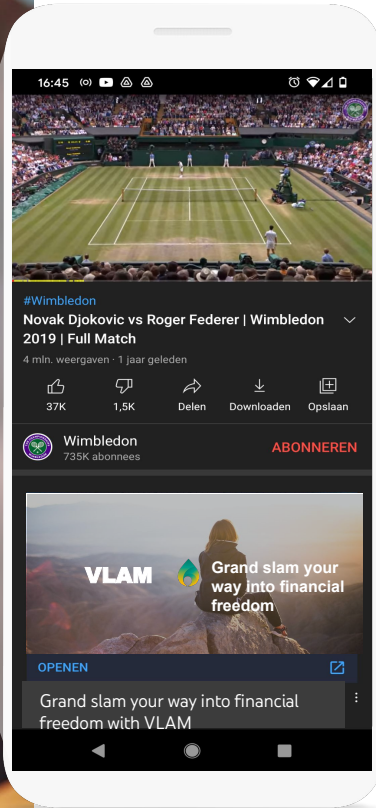 16:45
#Wimbledon
Novak Djokovic vs Roger Federer | Wimbledon
2019 | Full Match
4 mln. weergaven · 1 jaar geleden
37K
1,5K
Delen
Downloaden
Opslaan
Wimbledon
735K abonnees
ABONNEREN
VLAM
Grand slam your
way into financial
freedom
OPENEN
Grand slam your way into financial
freedom with VLAM